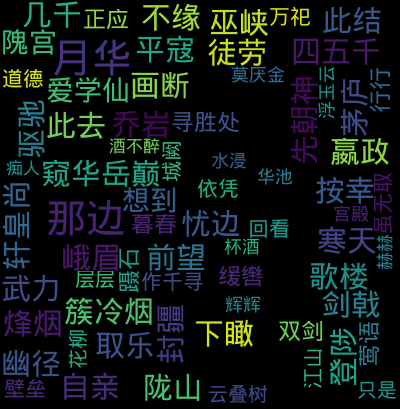 几千
正应
不缘
巫峡
万祀
此结
隗宫
月华
平寇
徒劳
四五千
道德
爱学仙
画断
莫厌金
浮玉云
行行
茅庐
先朝神
驱驰
此去
乔岩
寻胜处
酒不醉
城阙
嬴政
痴人
窥华岳巅
水浸
华池
依凭
按幸
虽无取
轩皇尚
那边
想到
暮春
忧边
回看
宫殿
寒天
赫赫
峨眉
前望
杯酒
层层
蹑石
作千寻
缓辔
歌楼
武力
簇冷烟
辉辉
剑戟
烽烟
封疆
下瞰
双剑
莺语
花柳
取乐
登陟
江山
幽径
壁垒
自亲
陇山
云叠树
只是